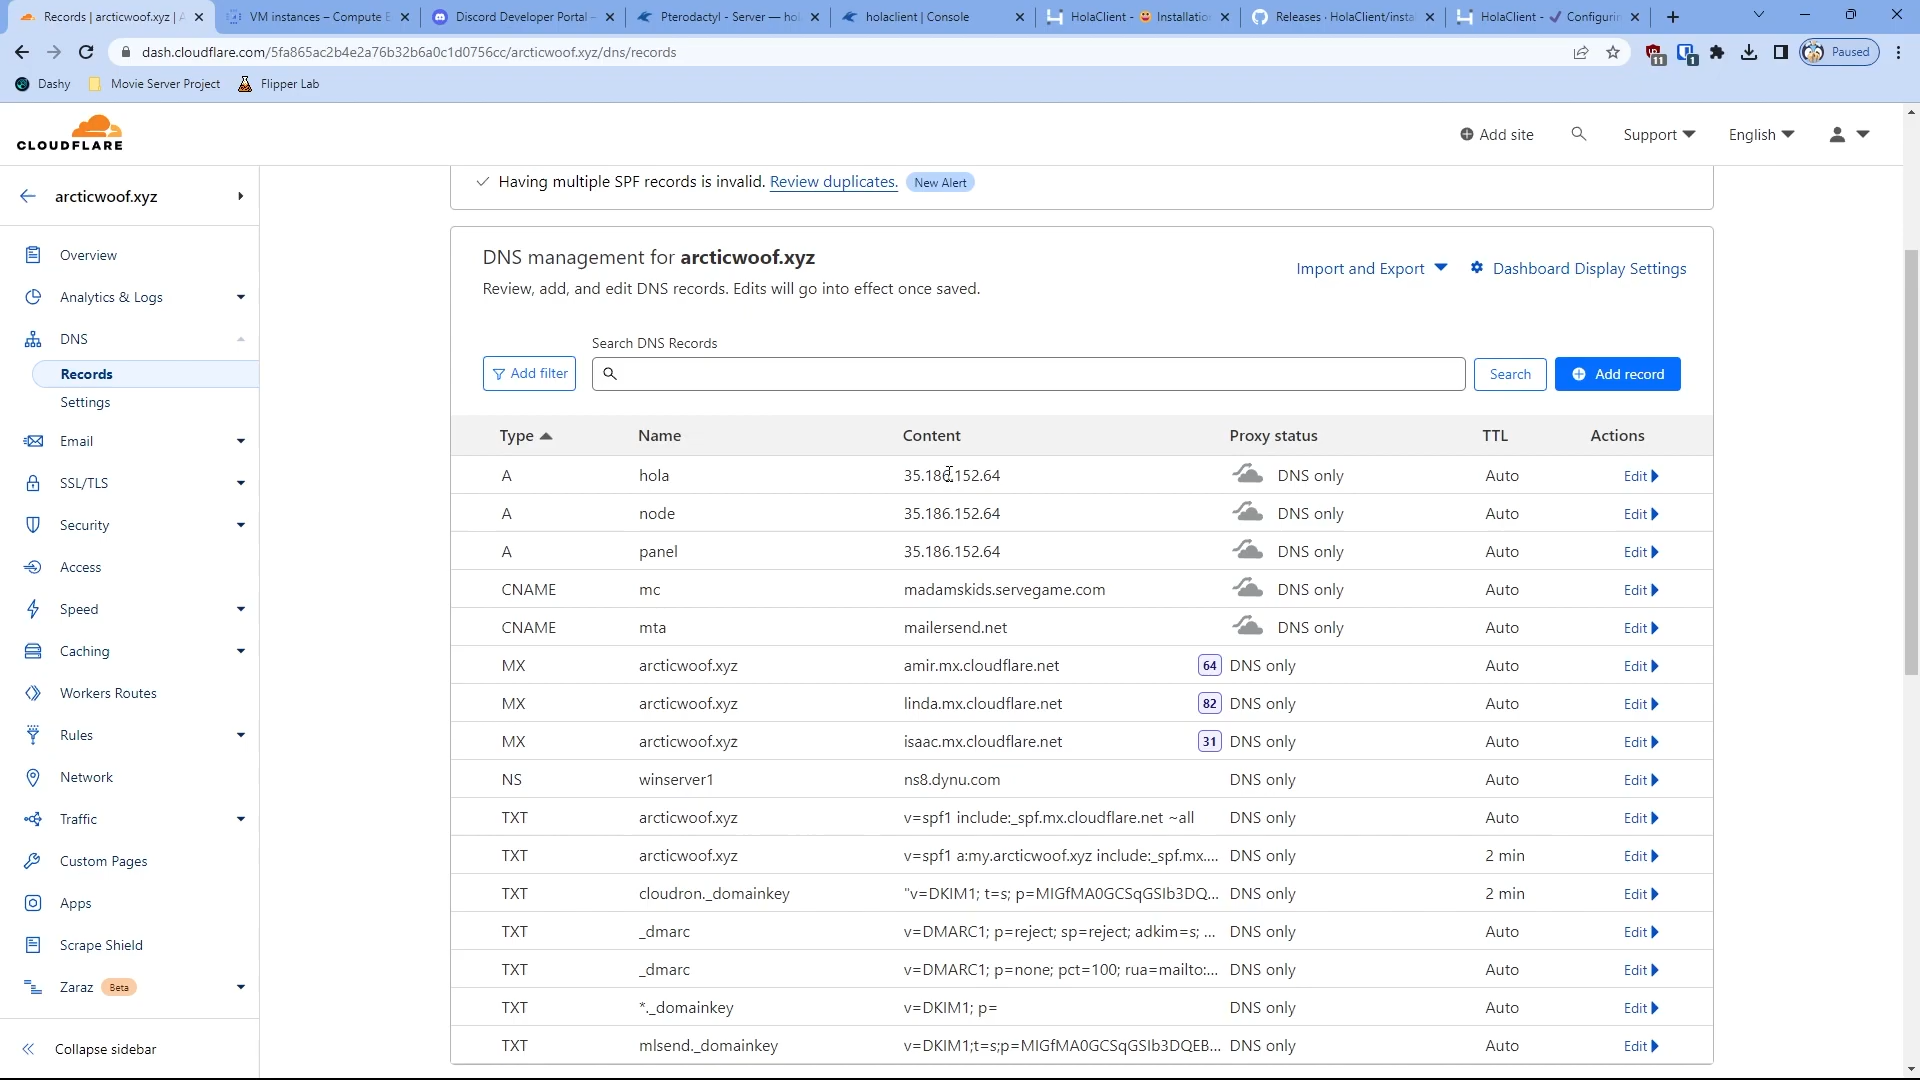 Records | arcticwoof.xyz | A
VM instances – Compute E
Discord Developer Portal –
Pterodactyl - Server — hol
holaclient | Console
HolaClient - 😀 Installatio
Releases · HolaClient/insta
HolaClient - ✓ Configurin
dash.cloudflare.com/5fa865ac2b4e2a76b32b6a0c1d0756cc/arcticwoof.xyz/dns/records
11
1
Paused
Dashy
Movie Server Project
Flipper Lab
CLOUDFLARE
Add site
Support
English
arcticwoof.xyz
Overview
Analytics & Logs
DNS
Records
Settings
Email
SSL/TLS
Security
Access
Speed
Caching
Workers Routes
Rules
Network
Traffic
Custom Pages
Apps
Scrape Shield
Zaraz Beta
Collapse sidebar
Having multiple SPF records is invalid. Review duplicates. New Alert
DNS management for arcticwoof.xyz
Review, add, and edit DNS records. Edits will go into effect once saved.
Import and Export
Dashboard Display Settings
Search DNS Records
Add filter
Search
Add record
Type Name Content Proxy status TTL Actions
A hola 35.186.152.64 DNS only Auto Edit
A node 35.186.152.64 DNS only Auto Edit
A panel 35.186.152.64 DNS only Auto Edit
CNAME mc madamskids.servegame.com DNS only Auto Edit
CNAME mta mailersend.net DNS only Auto Edit
MX arcticwoof.xyz amir.mx.cloudflare.net 64 DNS only Auto Edit
MX arcticwoof.xyz linda.mx.cloudflare.net 82 DNS only Auto Edit
MX arcticwoof.xyz isaac.mx.cloudflare.net 31 DNS only Auto Edit
NS winserver1 ns8.dynu.com DNS only Auto Edit
TXT arcticwoof.xyz v=spf1 include:_spf.mx.cloudflare.net ~all DNS only Auto Edit
TXT arcticwoof.xyz v=spf1 a:my.arcticwoof.xyz include:_spf.mx.... DNS only 2 min Edit
TXT cloudron._domainkey "v=DKIM1; t=s; p=MIGfMA0GCSqGSIb3DQ... DNS only 2 min Edit
TXT _dmarc v=DMARC1; p=reject; sp=reject; adkim=s; ... DNS only Auto Edit
TXT _dmarc v=DMARC1; p=none; pct=100; rua=mailto:... DNS only Auto Edit
TXT *._domainkey v=DKIM1; p= DNS only Auto Edit
TXT mlsend._domainkey v=DKIM1;t=s;p=MIGfMA0GCSqGSIb3DQEB... DNS only Auto Edit